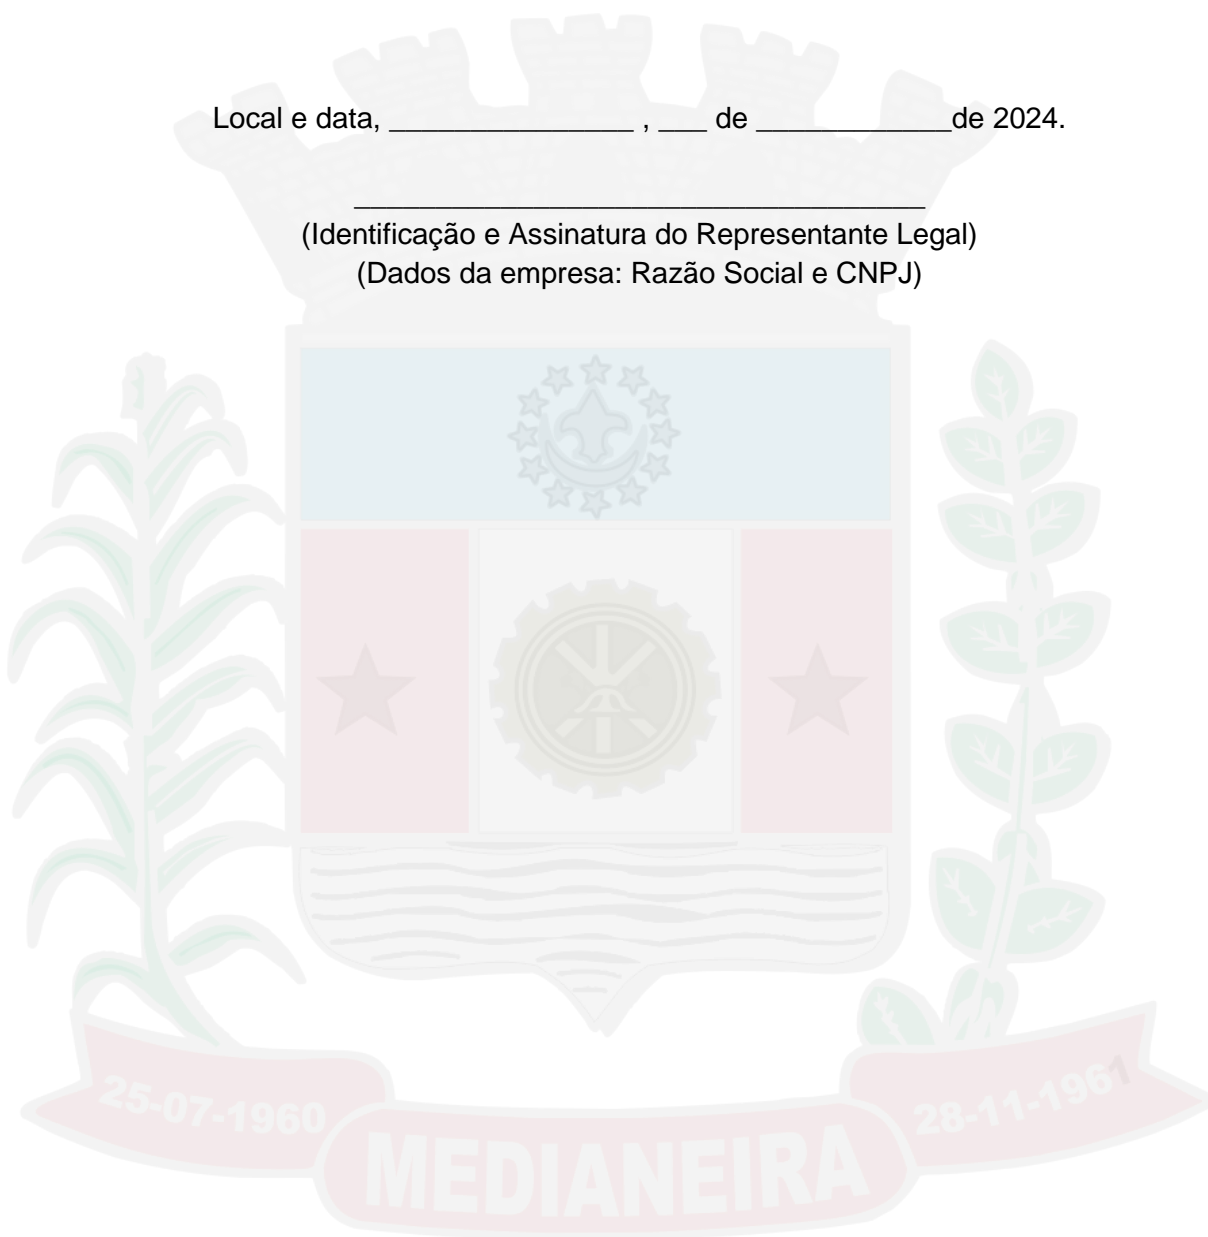 Local e data, _______________ , ___ de ____________de 2024.
___________________________________
(Identificação e Assinatura do Representante Legal)
(Dados da empresa: Razão Social e CNPJ)
25-07-1960
28-11-1961
MEDIANEIRA